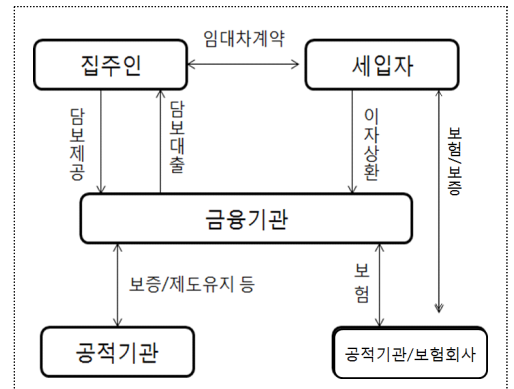 임대차계약
집주인
세입자
담보제공
담보대출
이자상환
보험/보증
금융기관
보증/제도유지 등
보험
공적기관
공적기관/보험회사